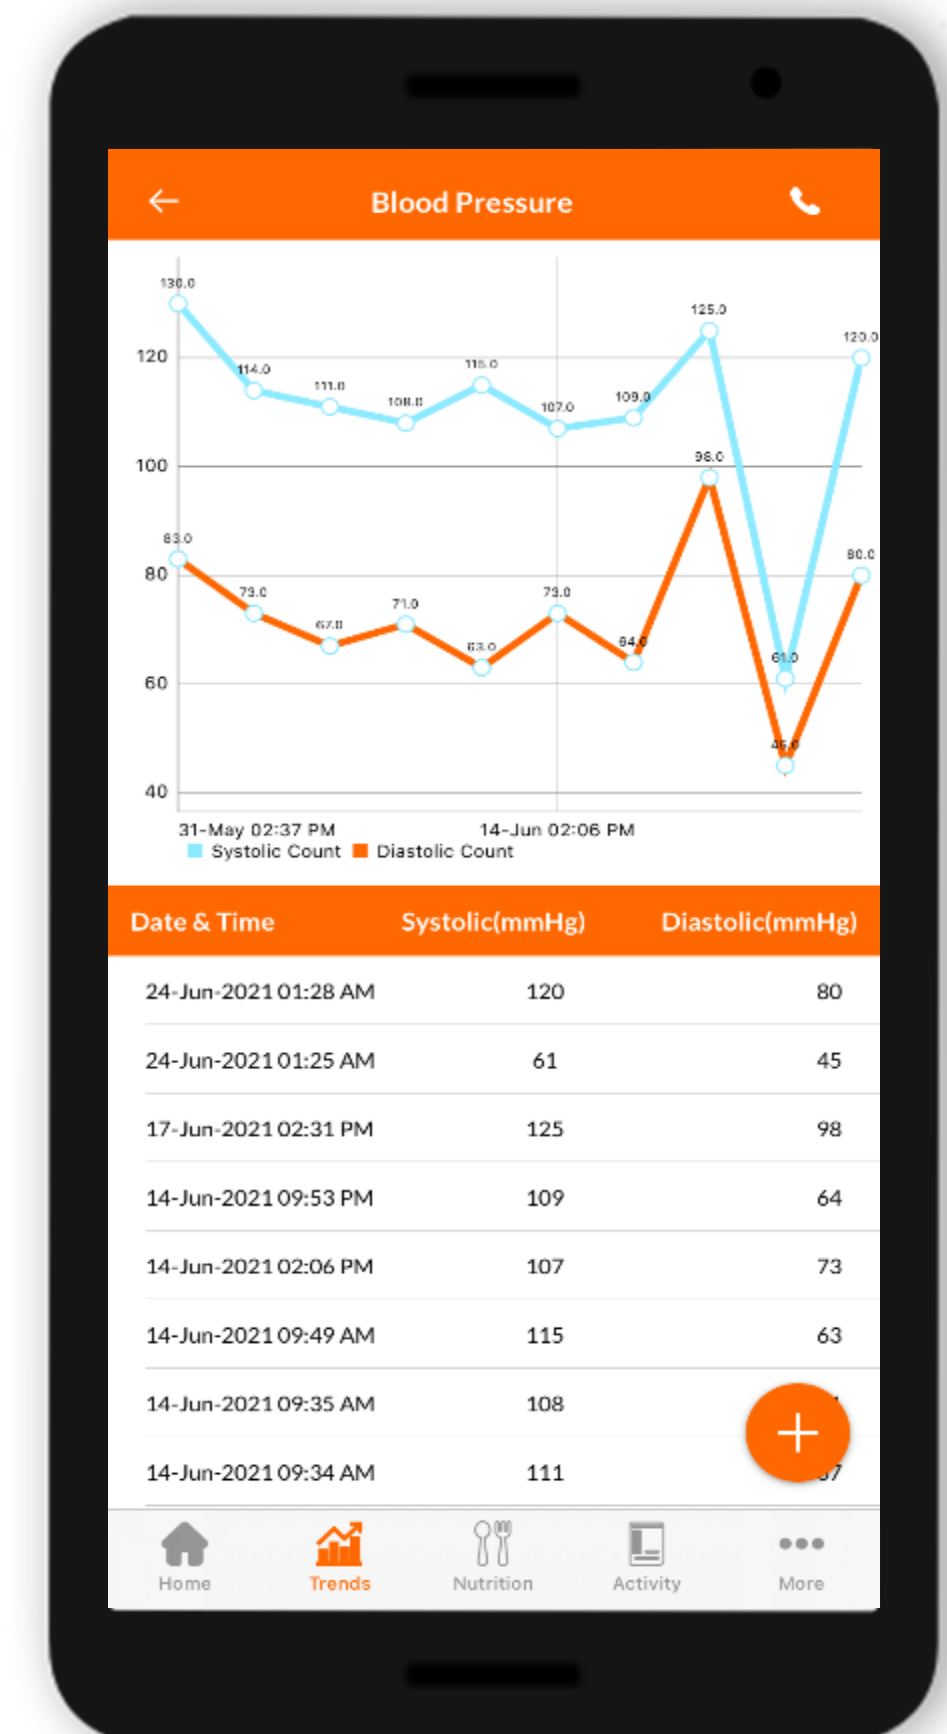 Blood Pressure
130.0
125.0
120.0
120
114.0
115.0
111.0
108.0
107.0
109.0
100
98.0
83.0
80.0
80
73.0
71.0
73.0
67.0
63.0
64.0
61.0
60
40
31-May 02:37 PM 14-Jun 02:06 PM
Systolic Count Diastolic Count
Date & Time Systolic(mmHg) Diastolic(mmHg)
24-Jun-2021 01:28 AM 120 80
24-Jun-2021 01:25 AM 61 45
17-Jun-2021 02:31 PM 125 98
14-Jun-2021 09:53 PM 109 64
14-Jun-2021 02:06 PM 107 73
14-Jun-2021 09:49 AM 115 63
14-Jun-2021 09:35 AM 108
14-Jun-2021 09:34 AM 111
Home Trends Nutrition Activity More